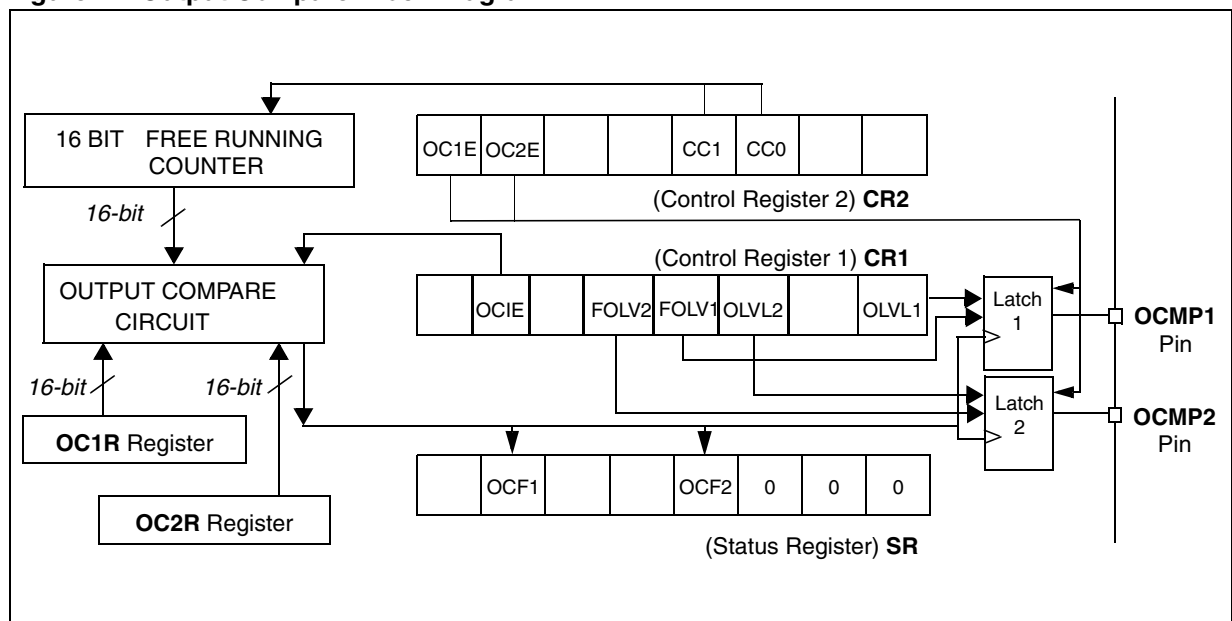 16 BIT FREE RUNNING
COUNTER
OC1E OC2E CC1 CC0
(Control Register 2) CR2
16-bit
(Control Register 1) CR1
OUTPUT COMPARE
CIRCUIT
OCIE FOLV2 FOLV1 OLVL2 OLVL1
Latch
1
OCMP1
Pin
16-bit 16-bit
Latch
2
OCMP2
Pin
OC1R Register
OCF1 OCF2 0 0 0
OC2R Register
(Status Register) SR